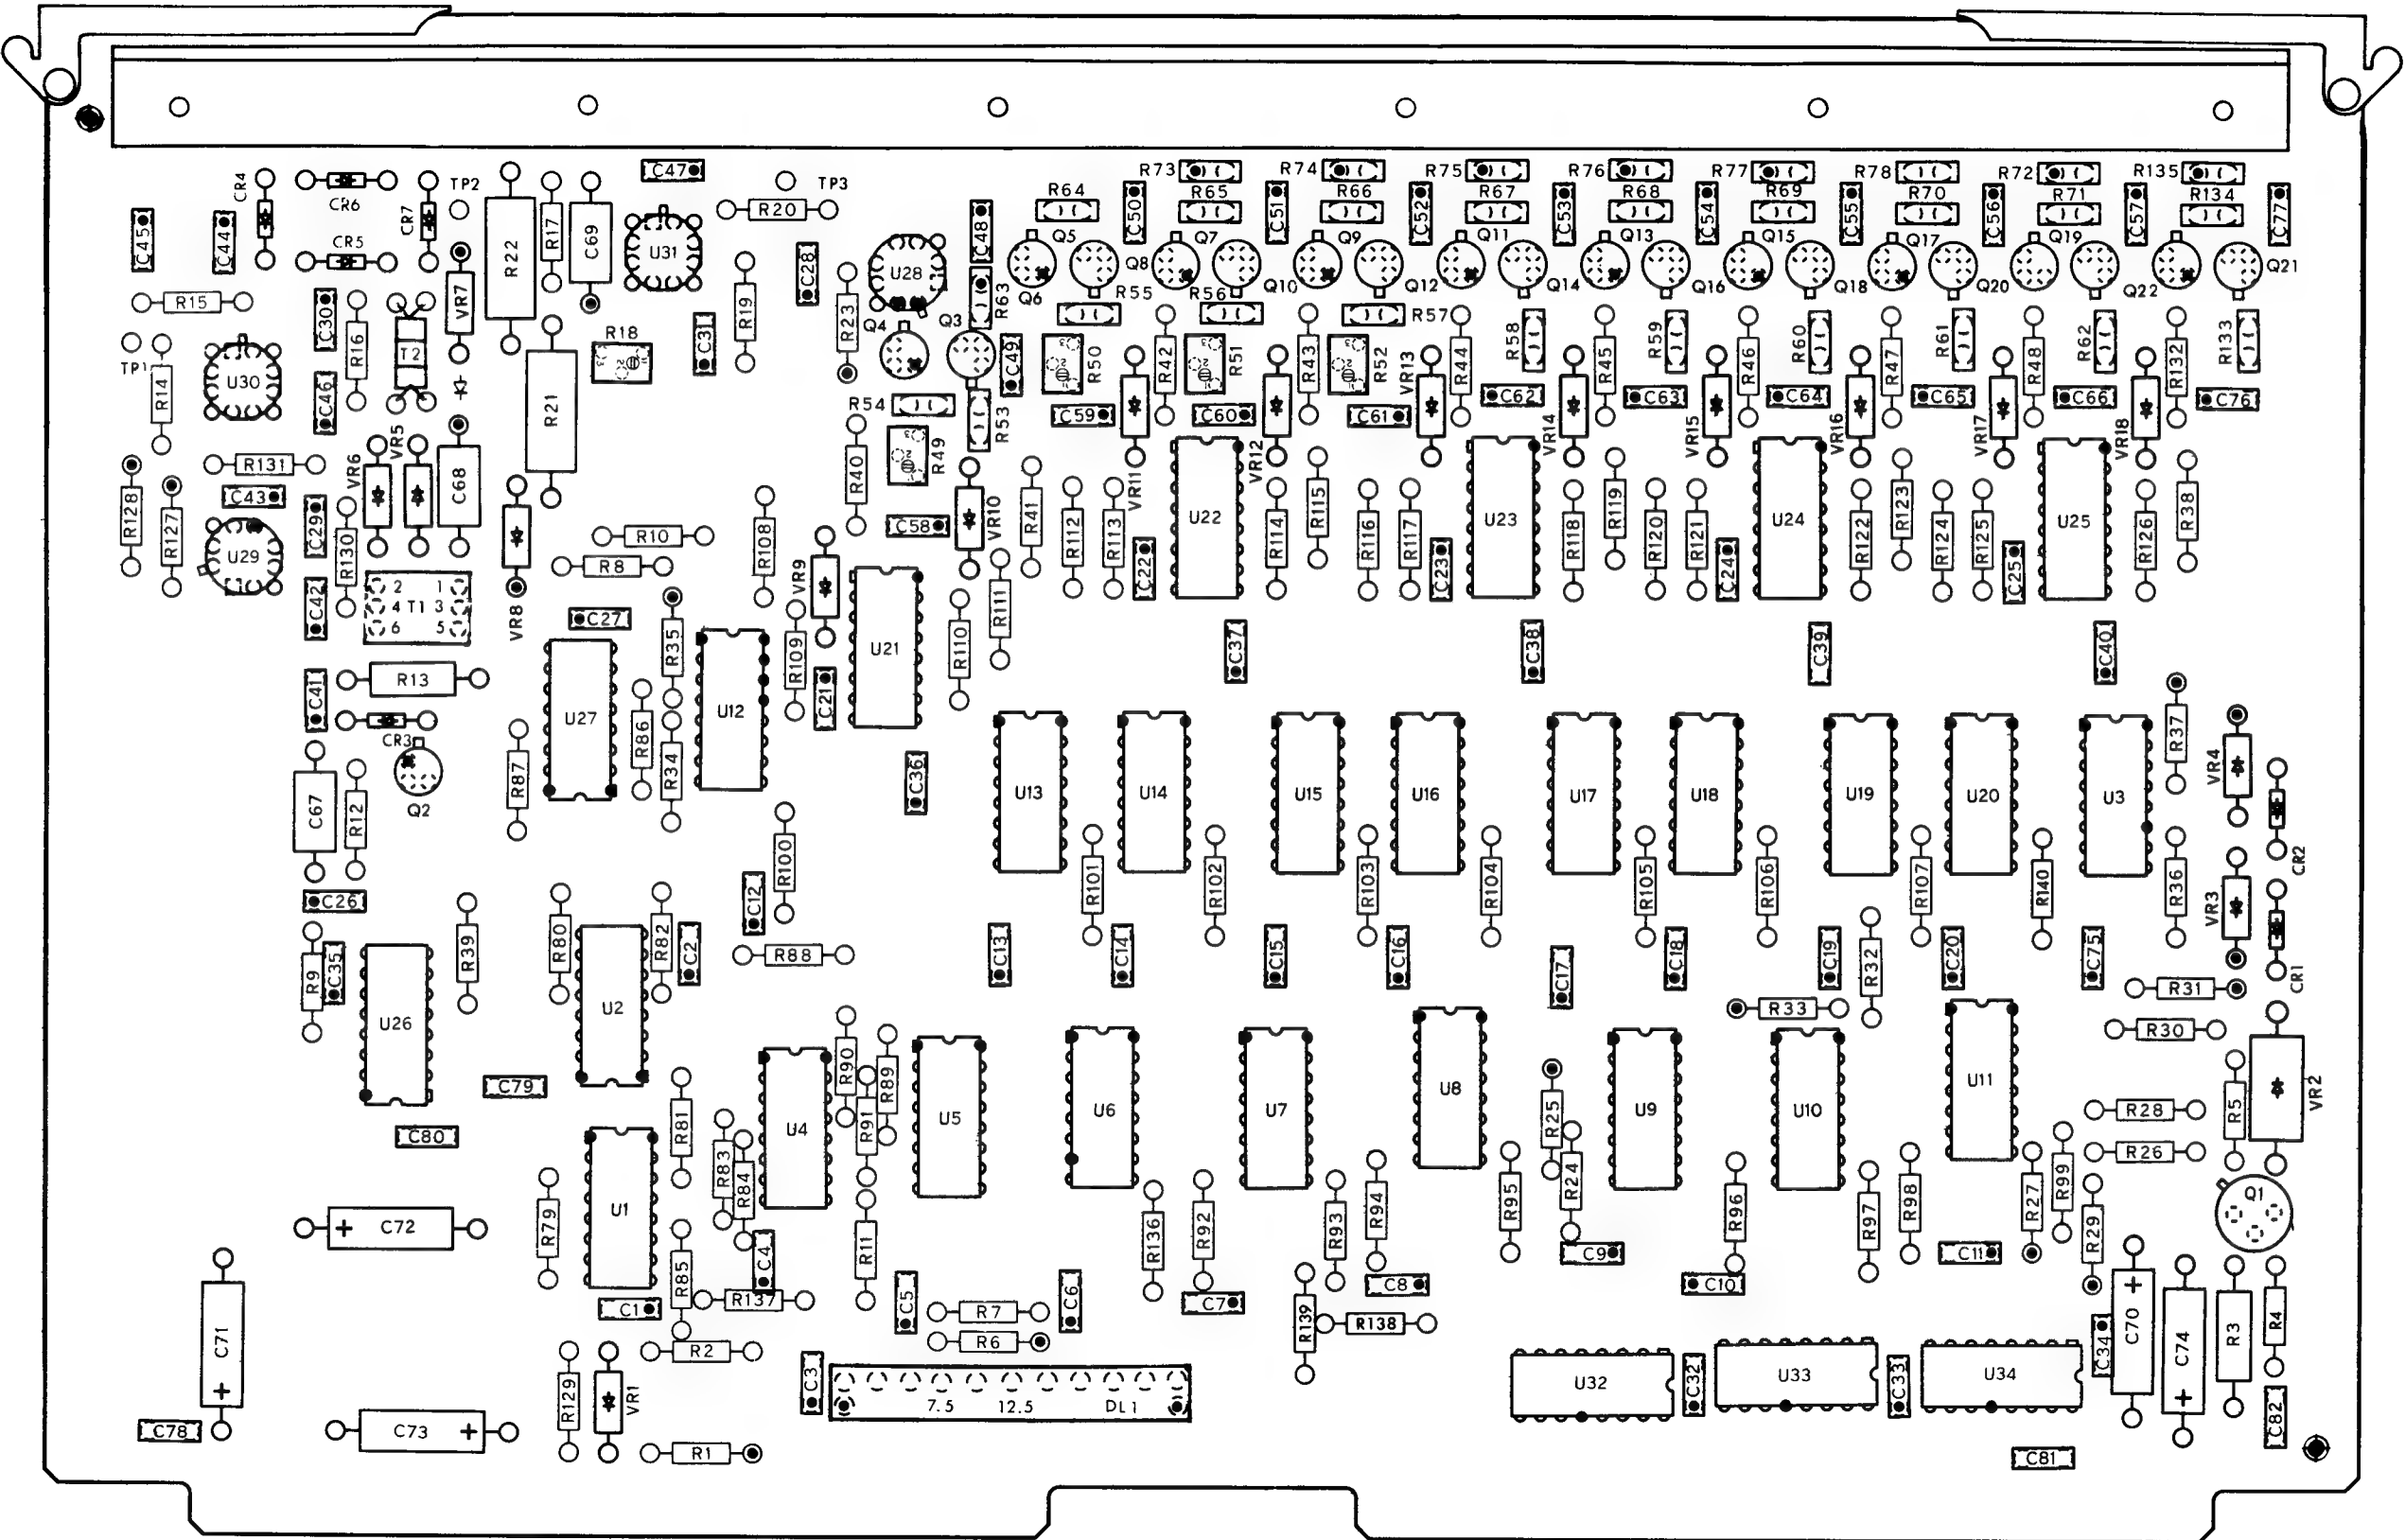 R73 R74 R75 R76 R77 R78 R72 R135
C47
CR4 CR6 TP2 TP3
R64 R65 R66 R67 R68 R69 R70 R71 R134
C45 C44 CR7 R22 R17 C69 R20 C48 C50 C51 C52 C53 C54 C55 C56 C57 C77
CR5 U31 C28 U28 Q5 Q7 Q9 Q11 Q13 Q15 Q17 Q19 Q21
Q6 Q8 Q10 Q12 Q14 Q16 Q18 Q20 Q22
R15 C30 VR7 R19 R23 R63 R55 R56 R57
TP1 R14 U30 R16 T2 R18 C31 Q4 Q3 C49 R50 R42 R51 R43 R52 VR13 R44 R58 R45 R59 R46 R60 R47 R61 R48 R62 R132 R133
C46 R21 R54 R53 C59 C60 C61 C62 C63 C64 C65 C66 C76
VR5 VR6 C68 R40 R49 VR14 VR15 VR16 VR17 VR18
R131 VR12
R128 R127 C43 C29 R130 R10 R108 C58 VR10 R41 R112 R113 VR11 U22 R114 R115 R116 R117 U23 R118 R119 R120 R121 U24 R122 R123 R124 R125 U25 R126 R38
U29 R8 VR9 C22 C23 C24 C25
C42 2 1
4 T1 3
6 5
VR8 C27 R35 R109 U21 R110 R111 C37 C38 C39 C40
C41 R13 C21
CR3 U27 R86 U12 R37 VR4
C67 R12 Q2 R87 R34 C36 U13 U14 U15 U16 U17 U18 U19 U20 U3
CR2
C26 R100 R101 R102 R103 R104 R105 R106 R107 R140 R36 VR3
R9 C35 R39 R80 R82 C2 C12 R88 C13 C14 C15 C16 C17 C18 C19 R32 C20 C75 CR1
R31
U26 U2 R33 R30
C79 R90 R89 U8 U11 R5 VR2
C80 R81 U4 R91 U5 U6 U7 R25 U9 U10 R28
R83 R84 R26
C72 R79 U1 R11 R136 R92 R93 R94 R95 R24 R96 R97 R98 R27 R99 R29 Q1
C4 C9 C11
C71 C1 R85 R137 C5 R7 C6 C7 R139 C8 C10 C70 C74 R3 R4
R2 R6 R138 C34
R129 VR1 C3 7.5 12.5 DL1 U32 C32 U33 C33 U34
C78 C73 R1 C82
C81